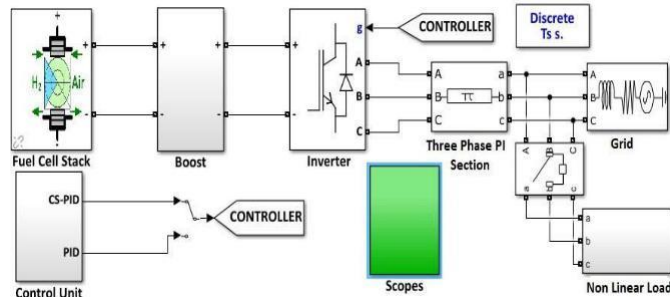 CONTROLLER
Discrete
Ts s.
+ + + +
g
H₂ Air
A A a A
B B b B
C C c C
- - - -
Fuel Cell Stack
Boost
Inverter
Three Phase PI
Section
Grid
A B C
a b c
CS-PID
CONTROLLER
PID
a
b
c
Control Unit
Scopes
Non Linear Load